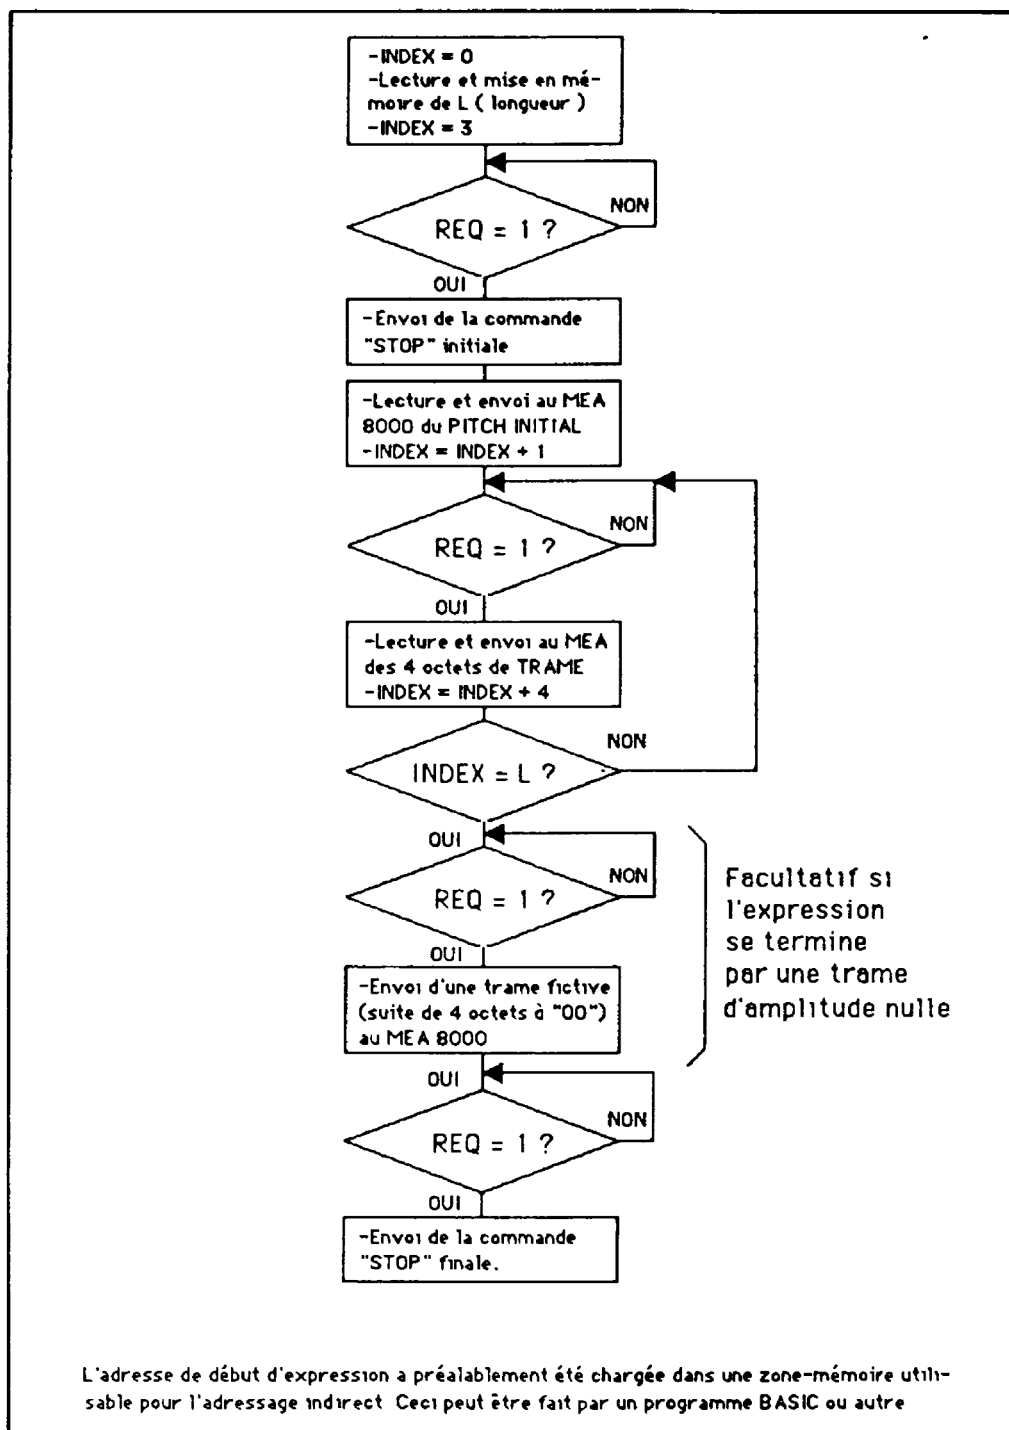 -INDEX = 0
-Lecture et mise en mé-
moire de L ( longueur )
-INDEX = 3
NON
REQ = 1 ?
OUI
-Envoi de la commande
"STOP" initiale
-Lecture et envoi au MEA
8000 du PITCH INITIAL
-INDEX = INDEX + 1
NON
REQ = 1 ?
OUI
-Lecture et envoi au MEA
des 4 octets de TRAME
-INDEX = INDEX + 4
NON
INDEX = L ?
OUI
NON
REQ = 1 ?
OUI
Facultatif si
l'expression
se termine
par une trame
d'amplitude nulle
-Envoi d'une trame fictive
(suite de 4 octets à "00")
au MEA 8000
OUI
NON
REQ = 1 ?
OUI
-Envoi de la commande
"STOP" finale.
L'adresse de début d'expression a préalablement été chargée dans une zone-mémoire utili-
sable pour l'adressage indirect Ceci peut être fait par un programme BASIC ou autre